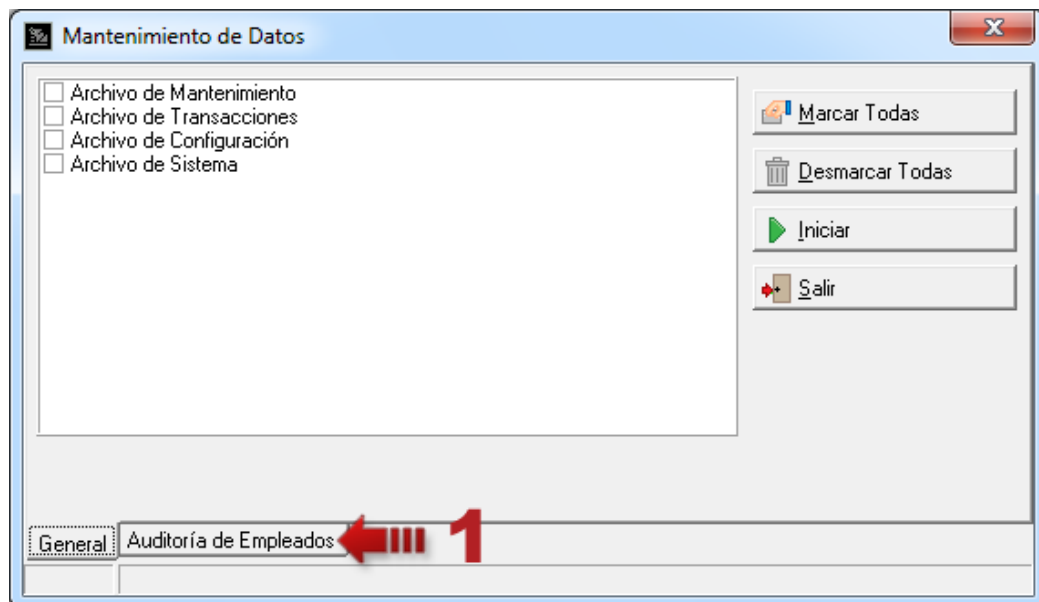 Mantenimiento de Datos
Archivo de Mantenimiento
Archivo de Transacciones
Archivo de Configuración
Archivo de Sistema
Marcar Todas
Desmarcar Todas
Iniciar
Salir
General
Auditoría de Empleados
1